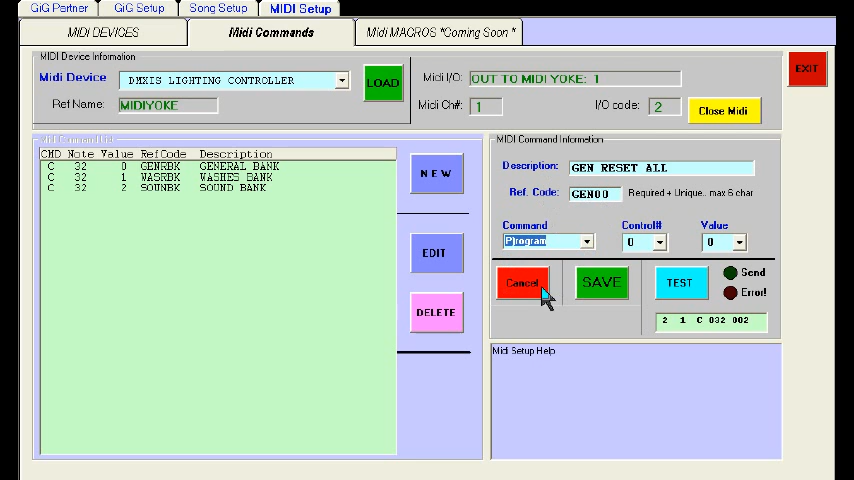 GiG Partner GiG Setup Song Setup MIDI Setup
MIDI DEVICES Midi Commands Midi MACROS *Coming Soon *
MIDI Device Information
Midi Device DMXIS LIGHTING CONTROLLER LOAD
Ref Name: MIDIYOKE
Midi I/O: OUT TO MIDI YOKE: 1
Midi Ch#: 1 I/O code: 2 Close Midi
EXIT
CMD Note Value RefCode Description
C 32 0 GENRBK GENERAL BANK
C 32 1 WASRBK WASHES BANK
C 32 2 SOUNBK SOUND BANK
N E W
EDIT
DELETE
MIDI Command Information
Description: GEN RESET ALL
Ref. Code: GEN00 Required + Unique.. max 6 char
Command Control# Value
P)rogram 0 0
Cancel SAVE TEST Send
Error!
2 1 C 032 002
Midi Setup Help